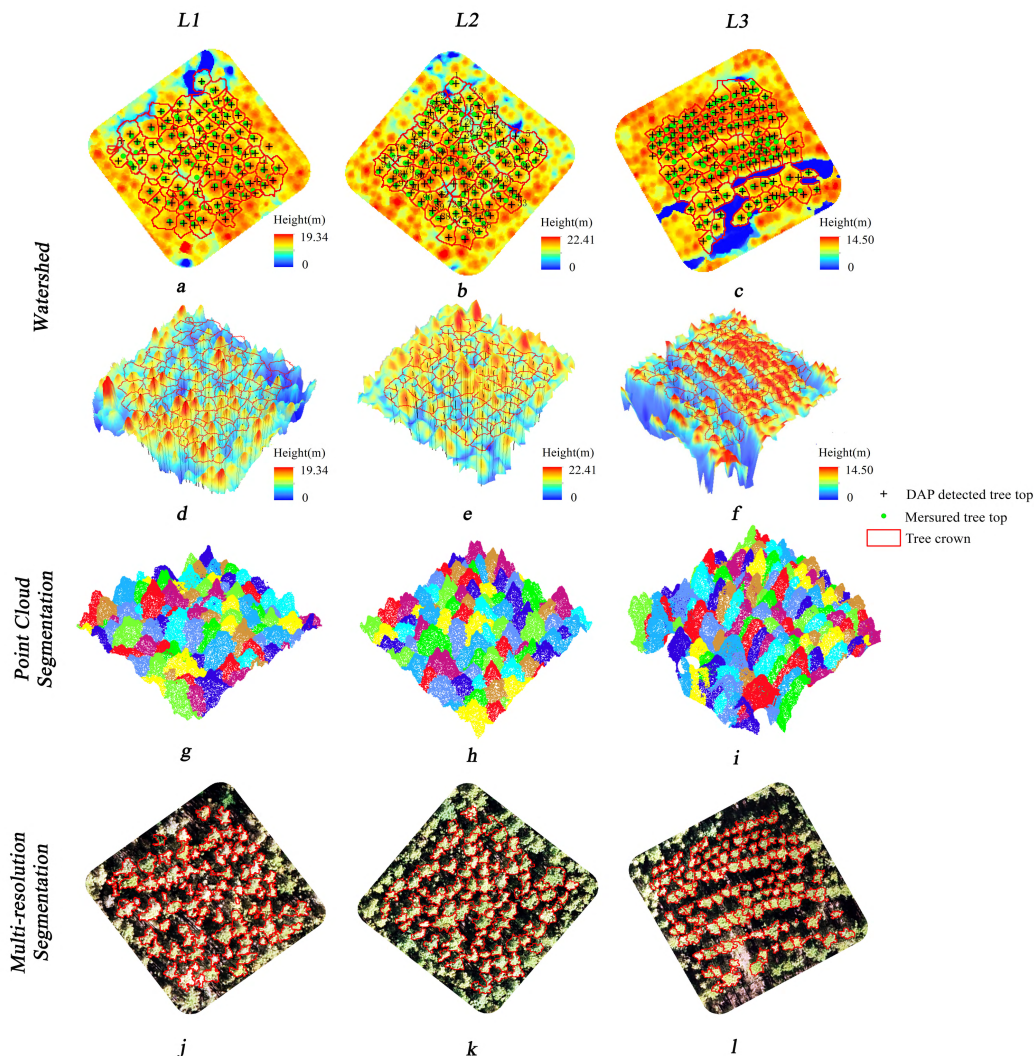 L1
L2
L3
Watershed
Height(m)
19.34
0
Height(m)
22.41
0
Height(m)
14.50
0
a
b
c
Height(m)
19.34
0
Height(m)
22.41
0
Height(m)
14.50
0
d
e
f
DAP detected tree top
Mersured tree top
Tree crown
Point Cloud
Segmentation
g
h
i
Multi-resolution
Segmentation
j
k
l